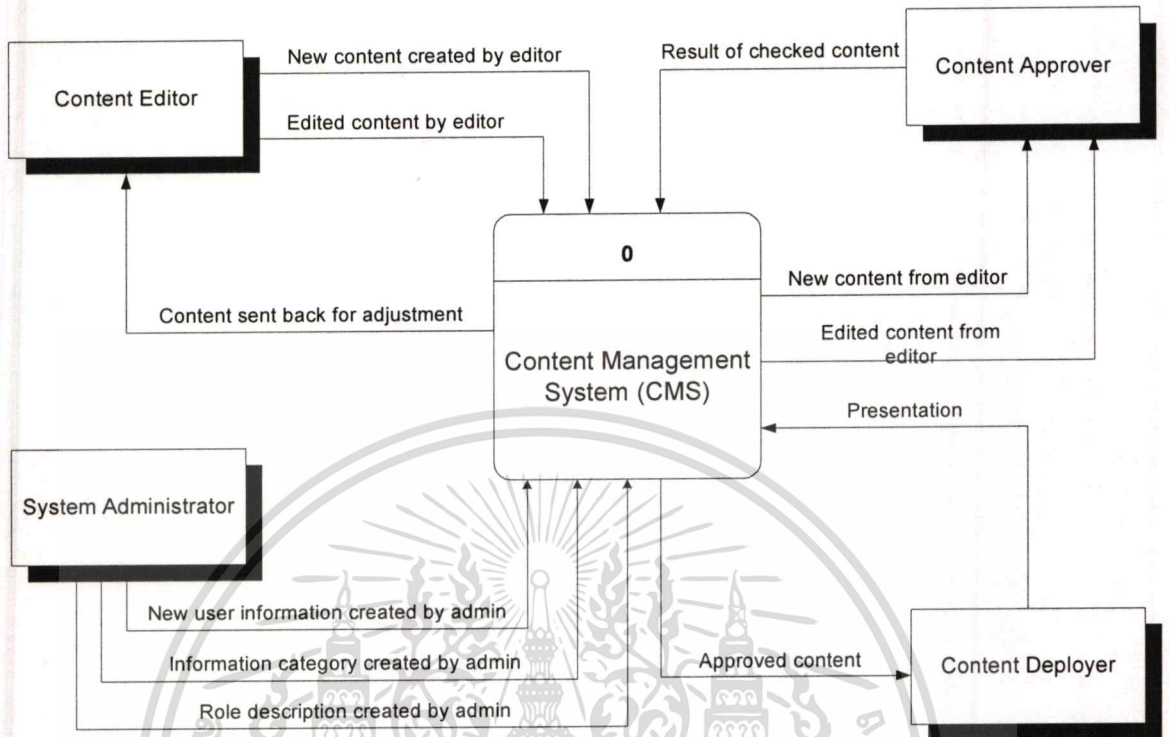 New content created by editor
Result of checked content
Content Editor
Content Approver
Edited content by editor
0
New content from editor
Content sent back for adjustment
Edited content from
editor
Content Management
System (CMS)
Presentation
System Administrator
New user information created by admin
Information category created by admin
Approved content
Content Deployer
Role description created by admin